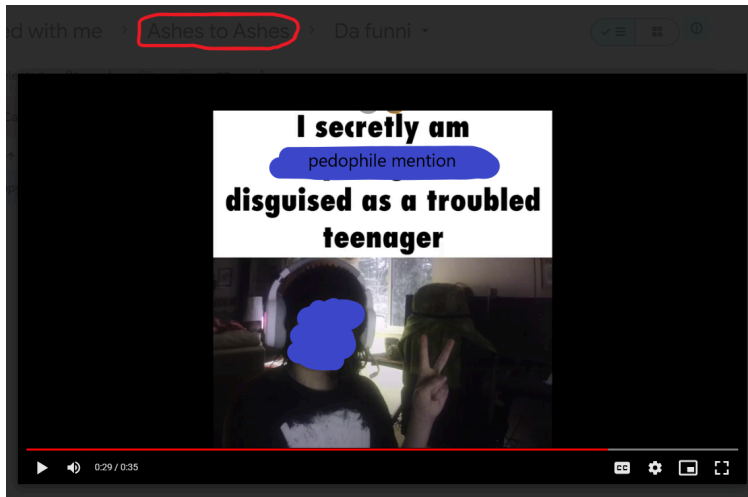 ed with me > Ashes to Ashes > Da funni
I secretly am
pedophile mention
disguised as a troubled
teenager
0:29 / 0:35
CC